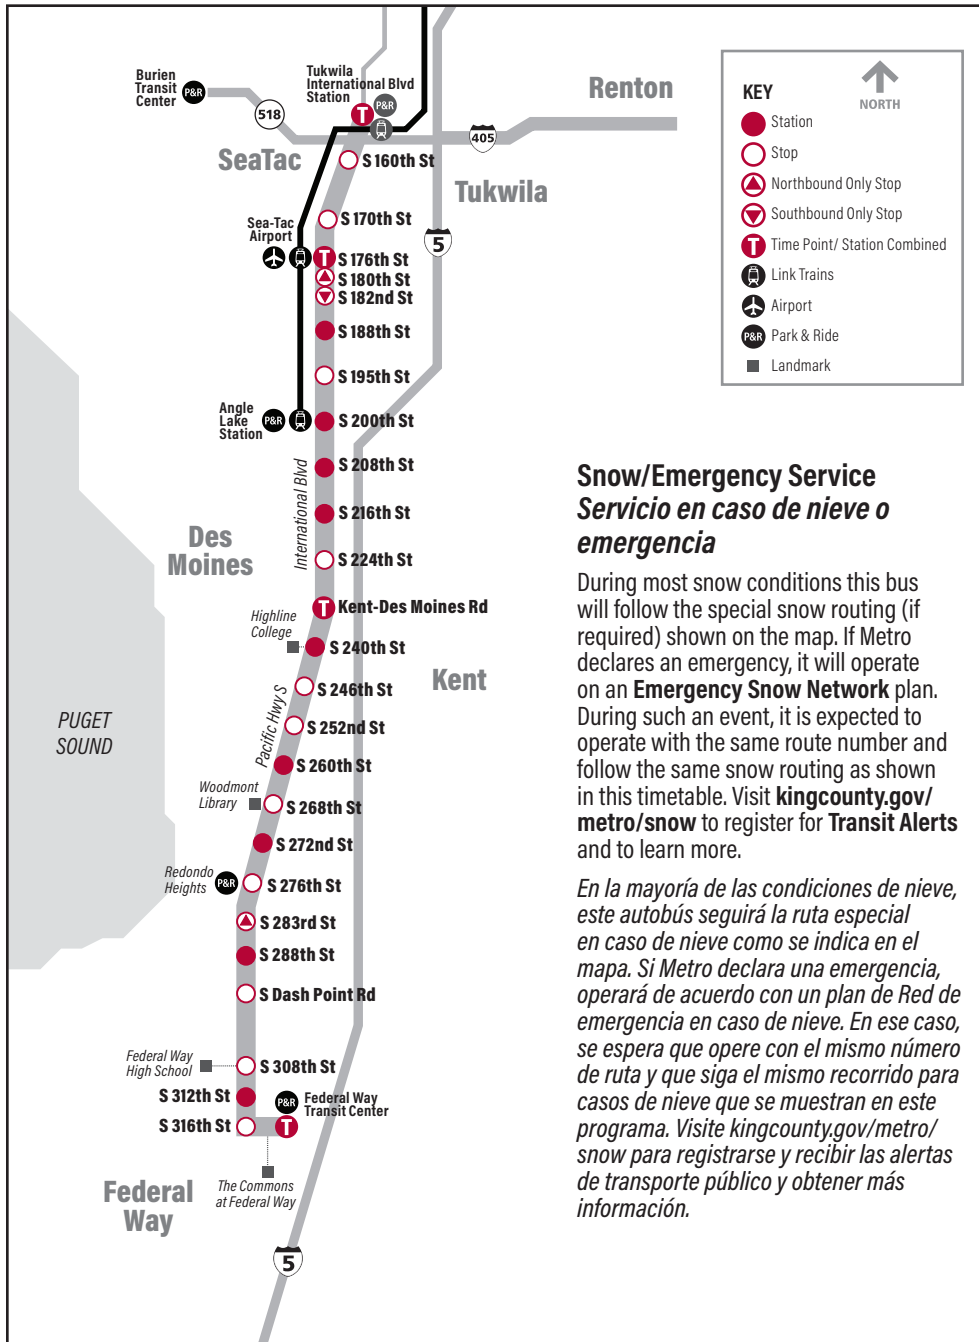 Burien
Transit
Center
P&R
518
Tukwila
International Blvd
Station
P&R
T
Renton
405
SeaTac
S 160th St
Tukwila
S 170th St
5
Sea-Tac
Airport
T
S 176th St
S 180th St
S 182nd St
S 188th St
S 195th St
Angle
Lake
Station
P&R
S 200th St
S 208th St
International Blvd
S 216th St
Des
Moines
S 224th St
T
Kent-Des Moines Rd
Highline
College
S 240th St
Kent
S 246th St
Pacific Hwy S
S 252nd St
PUGET
SOUND
S 260th St
Woodmont
Library
S 268th St
S 272nd St
Redondo
Heights
P&R
S 276th St
S 283rd St
S 288th St
S Dash Point Rd
Federal Way
High School
S 308th St
S 312th St
P&R
Federal Way
Transit Center
S 316th St
T
The Commons
at Federal Way
Federal
Way
5
KEY
NORTH
Station
Stop
Northbound Only Stop
Southbound Only Stop
T
Time Point/ Station Combined
Link Trains
Airport
P&R
Park & Ride
Landmark
Snow/Emergency Service
Servicio en caso de nieve o
emergencia
During most snow conditions this bus
will follow the special snow routing (if
required) shown on the map. If Metro
declares an emergency, it will operate
on an Emergency Snow Network plan.
During such an event, it is expected to
operate with the same route number and
follow the same snow routing as shown
in this timetable. Visit kingcounty.gov/
metro/snow to register for Transit Alerts
and to learn more.
En la mayoría de las condiciones de nieve,
este autobús seguirá la ruta especial
en caso de nieve como se indica en el
mapa. Si Metro declara una emergencia,
operará de acuerdo con un plan de Red de
emergencia en caso de nieve. En ese caso,
se espera que opere con el mismo número
de ruta y que siga el mismo recorrido para
casos de nieve que se muestran en este
programa. Visite kingcounty.gov/metro/
snow para registrarse y recibir las alertas
de transporte público y obtener más
información.